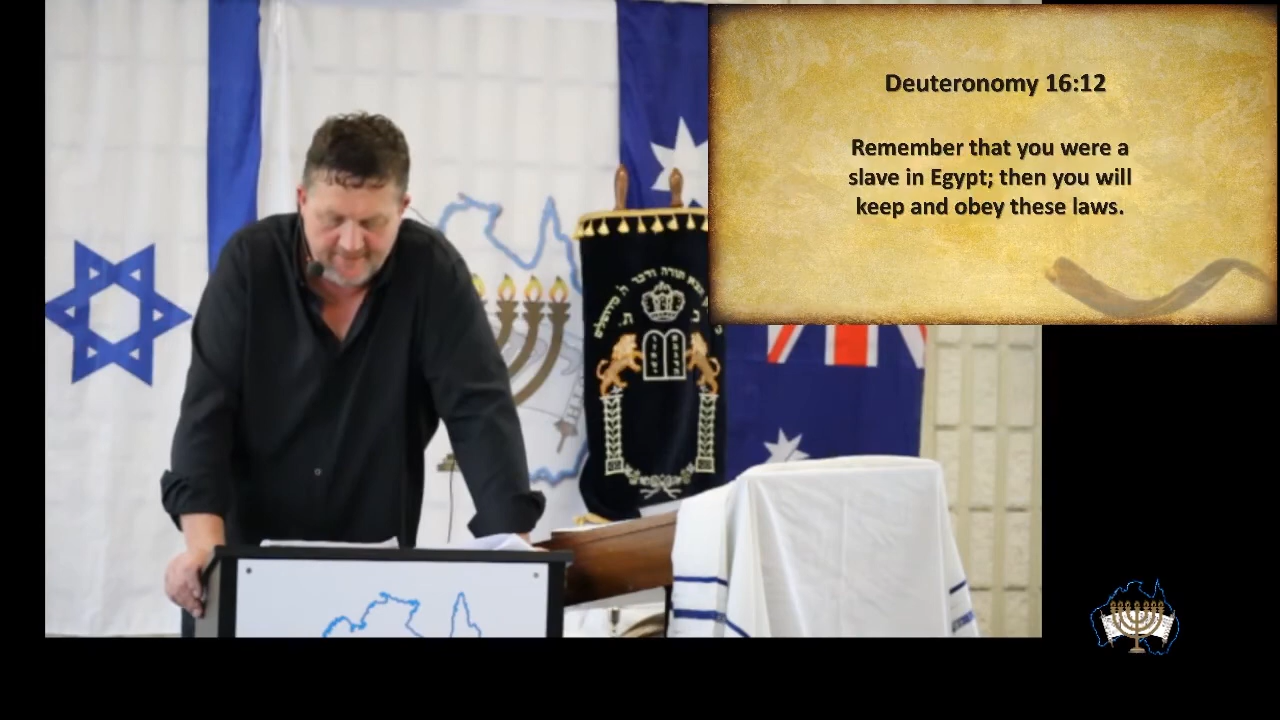 Deuteronomy 16:12
Remember that you were a
slave in Egypt; then you will
keep and obey these laws.